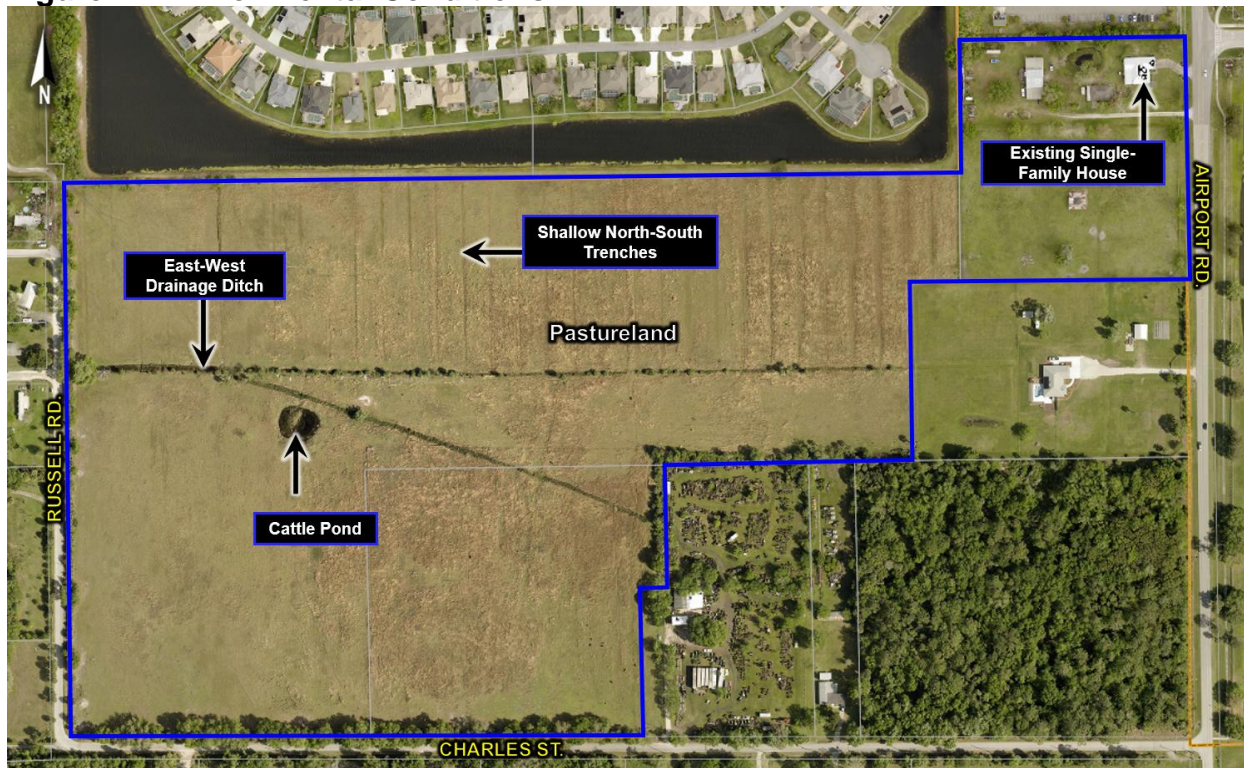 N
Existing Single-
Family House
AIRPORT RD.
Shallow North-South
Trenches
East-West
Drainage Ditch
Pastureland
RUSSELL RD.
Cattle Pond
CHARLES ST.